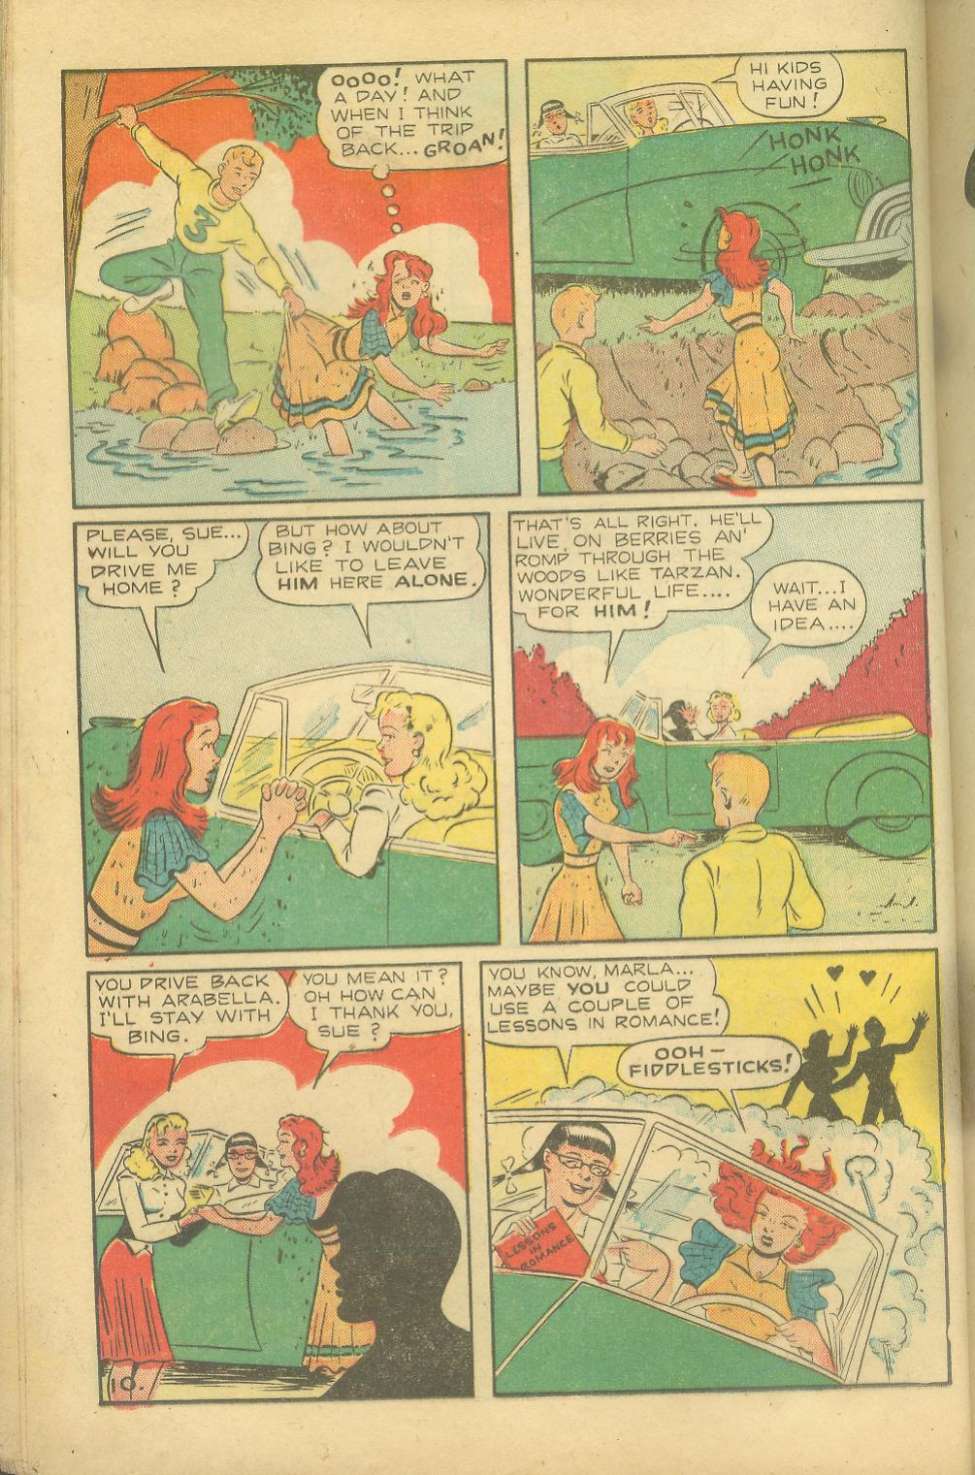 OOOO! WHAT
A DAY! AND
WHEN I THINK
OF THE TRIP
BACK... GROAN!
3
HI KIDS
HAVING
FUN!
HONK
HONK
PLEASE, SUE...
WILL YOU
DRIVE ME
HOME?
BUT HOW ABOUT
BING? I WOULDN'T
LIKE TO LEAVE
HIM HERE ALONE.
THAT'S ALL RIGHT. HE'LL
LIVE ON BERRIES AN'
ROMP THROUGH THE
WOODS LIKE TARZAN.
WONDERFUL LIFE....
FOR HIM!
WAIT...I
HAVE AN
IDEA....
YOU DRIVE BACK
WITH ARABELLA.
I'LL STAY WITH
BING.
YOU MEAN IT?
OH HOW CAN
I THANK YOU,
SUE?
10.
YOU KNOW, MARLA...
MAYBE YOU COULD
USE A COUPLE OF
LESSONS IN ROMANCE!
OOH-
FIDDLESTICKS!
LESSONS
IN
ROMANCE